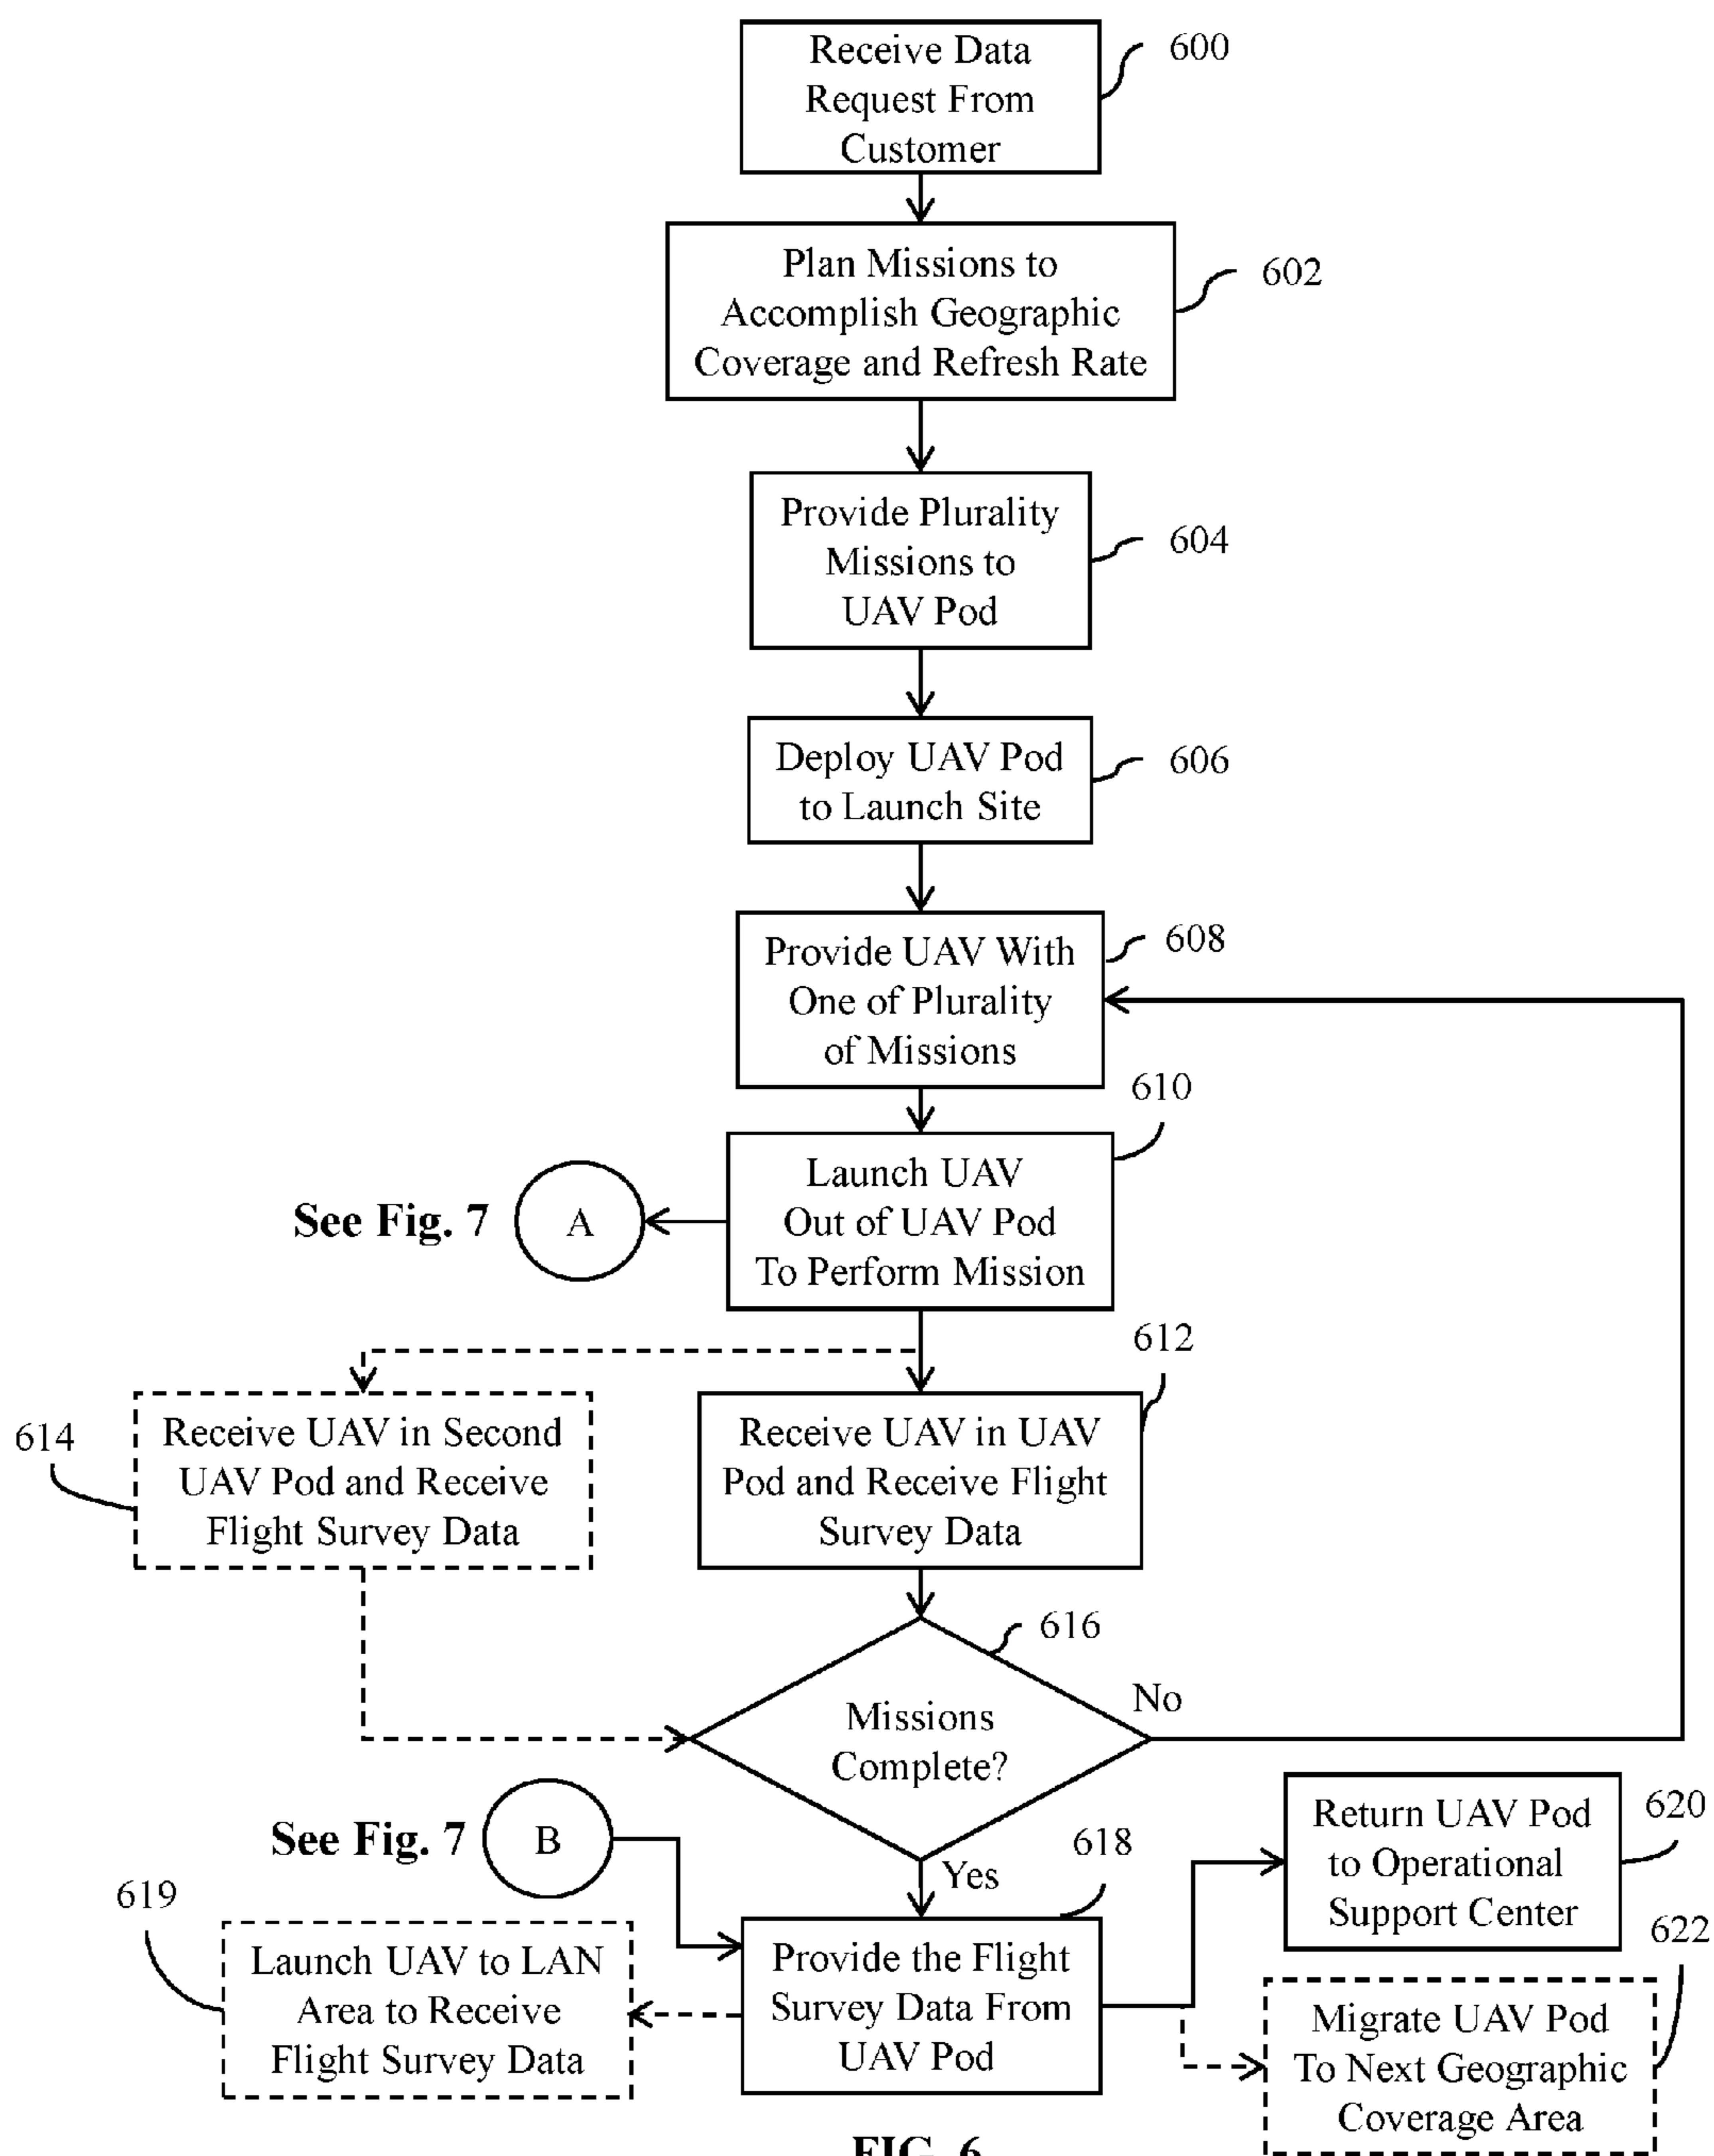 Receive Data
Request From
Customer
600
Plan Missions to
Accomplish Geographic
Coverage and Refresh Rate
602
Provide Plurality
Missions to
UAV Pod
604
Deploy UAV Pod
to Launch Site
606
Provide UAV With
One of Plurality
of Missions
608
610
Launch UAV
Out of UAV Pod
To Perform Mission
See Fig. 7
A
612
Receive UAV in UAV
Pod and Receive Flight
Survey Data
614
Receive UAV in Second
UAV Pod and Receive
Flight Survey Data
616
Missions
Complete?
No
Yes
See Fig. 7
B
618
Provide the Flight
Survey Data From
UAV Pod
619
Launch UAV to LAN
Area to Receive
Flight Survey Data
Return UAV Pod
to Operational
Support Center
620
622
Migrate UAV Pod
To Next Geographic
Coverage Area
FIG. 6